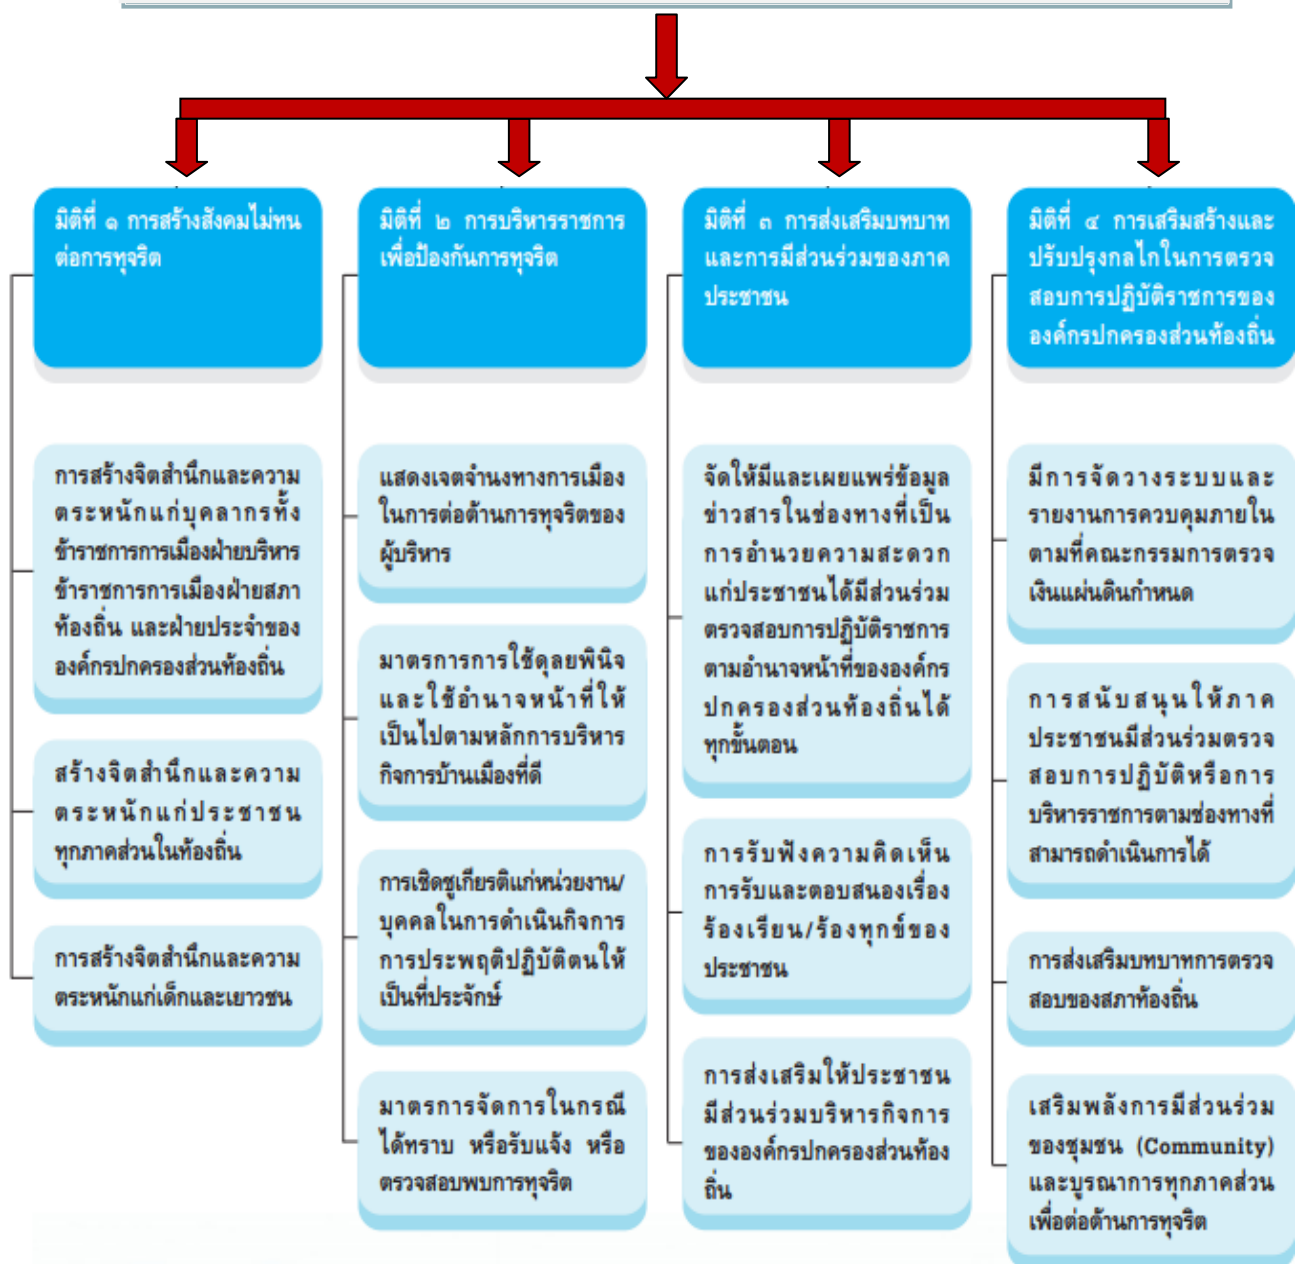 มิติที่ ๑ การสร้างสังคมไม่ทน
ต่อการทุจริต
การสร้างจิตสำนึกและความ
ตระหนักแก่บุคลากรทั้ง
ข้าราชการการเมืองฝ่ายบริหาร
ข้าราชการการเมืองฝ่ายสภา
ท้องถิ่น และฝ่ายประจำของ
องค์กรปกครองส่วนท้องถิ่น
สร้างจิตสำนึกและความ
ตระหนักแก่ประชาชน
ทุกภาคส่วนในท้องถิ่น
การสร้างจิตสำนึกและความ
ตระหนักแก่เด็กและเยาวชน
มิติที่ ๒ การบริหารราชการ
เพื่อป้องกันการทุจริต
แสดงเจตจำนงทางการเมือง
ในการต่อต้านการทุจริตของ
ผู้บริหาร
มาตรการการใช้ดุลยพินิจ
และใช้อำนาจหน้าที่ให้
เป็นไปตามหลักการบริหาร
กิจการบ้านเมืองที่ดี
การเชิดชูเกียรติแก่หน่วยงาน/
บุคคลในการดำเนินกิจการ
การประพฤติปฏิบัติตนให้
เป็นที่ประจักษ์
มาตรการจัดการในกรณี
ได้ทราบ หรือรับแจ้ง หรือ
ตรวจสอบพบการทุจริต
มิติที่ ๓ การส่งเสริมบทบาท
และการมีส่วนร่วมของภาค
ประชาชน
จัดให้มีและเผยแพร่ข้อมูล
ข่าวสารในช่องทางที่เป็น
การอำนวยความสะดวก
แก่ประชาชนได้มีส่วนร่วม
ตรวจสอบการปฏิบัติราชการ
ตามอำนาจหน้าที่ขององค์กร
ปกครองส่วนท้องถิ่นได้
ทุกขั้นตอน
การรับฟังความคิดเห็น
การรับและตอบสนองเรื่อง
ร้องเรียน/ร้องทุกข์ของ
ประชาชน
การส่งเสริมให้ประชาชน
มีส่วนร่วมบริหารกิจการ
ขององค์กรปกครองส่วนท้อง
ถิ่น
มิติที่ ๔ การเสริมสร้างและ
ปรับปรุงกลไกในการตรวจ
สอบการปฏิบัติราชการของ
องค์กรปกครองส่วนท้องถิ่น
มีการจัดวางระบบและ
รายงานการควบคุมภายใน
ตามที่คณะกรรมการตรวจ
เงินแผ่นดินกำหนด
การสนับสนุนให้ภาค
ประชาชนมีส่วนร่วมตรวจ
สอบการปฏิบัติหรือการ
บริหารราชการตามช่องทางที่
สามารถดำเนินการได้
การส่งเสริมบทบาทการตรวจ
สอบของสภาท้องถิ่น
เสริมพลังการมีส่วนร่วม
ของชุมชน (Community)
และบูรณาการทุกภาคส่วน
เพื่อต่อต้านการทุจริต